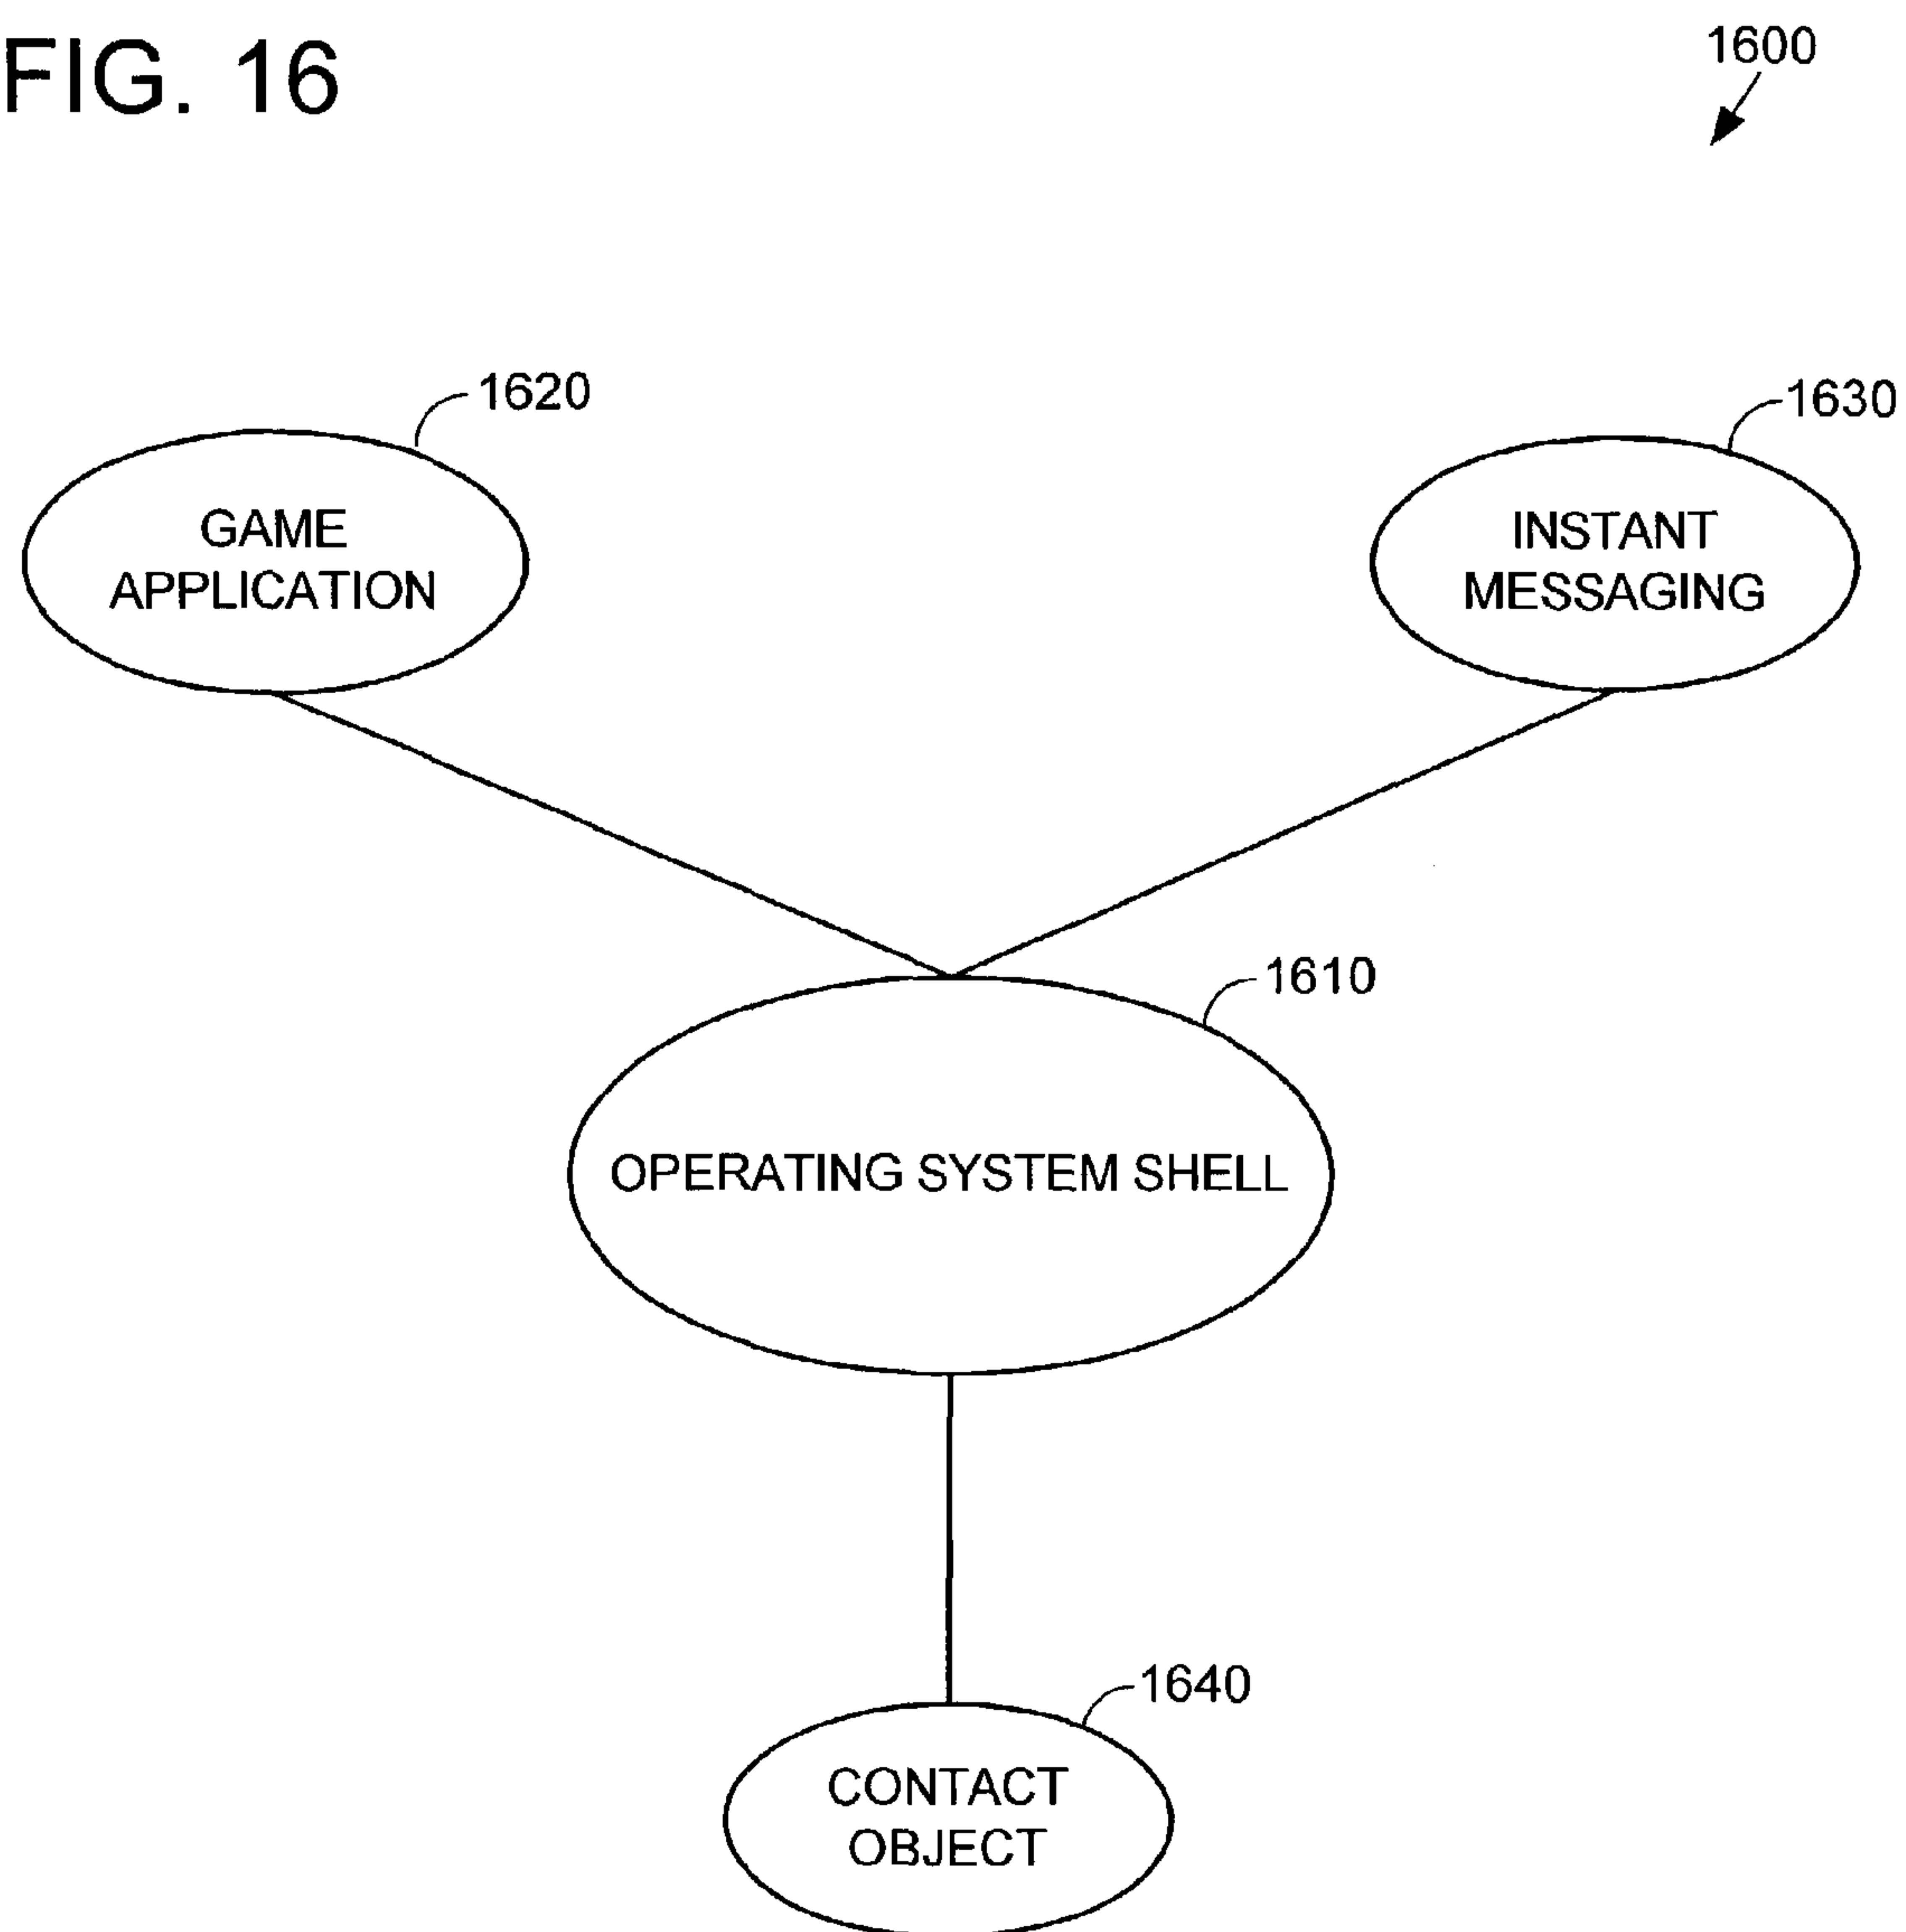 FIG. 16
1600
1620
1630
GAME
APPLICATION
INSTANT
MESSAGING
1610
OPERATING SYSTEM SHELL
1640
CONTACT
OBJECT